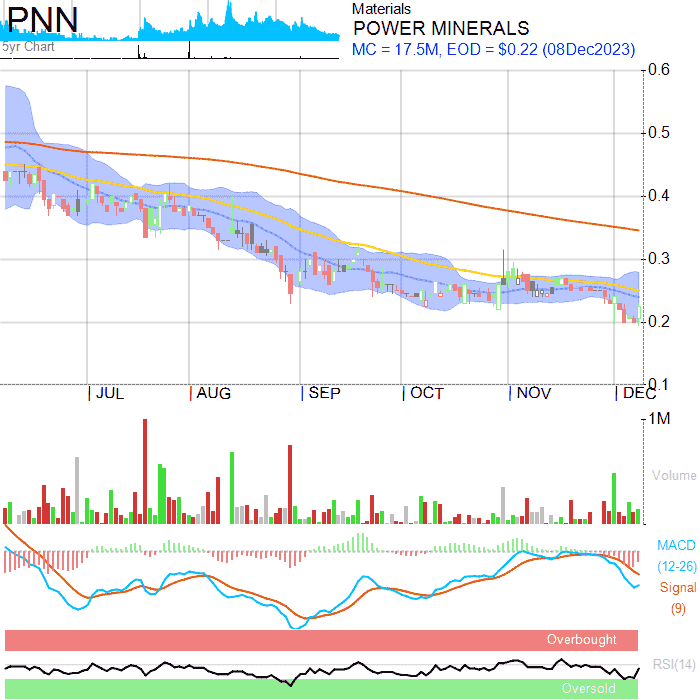 PNN
5yr Chart
Materials
POWER MINERALS
MC = 17.5M, EOD = $0.22 (08Dec2023)
0.6
0.5
0.4
0.3
0.2
0.1
JUL AUG SEP OCT NOV DEC
1M
Volume
MACD
(12-26)
Signal
(9)
Overbought
RSI(14)
Oversold